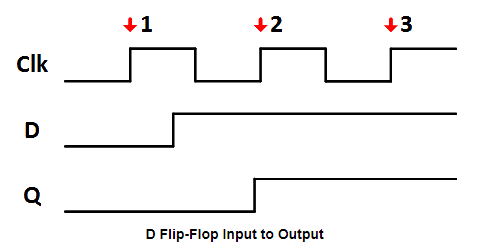 1 2 3
Clk
D
Q
D Flip-Flop Input to Output